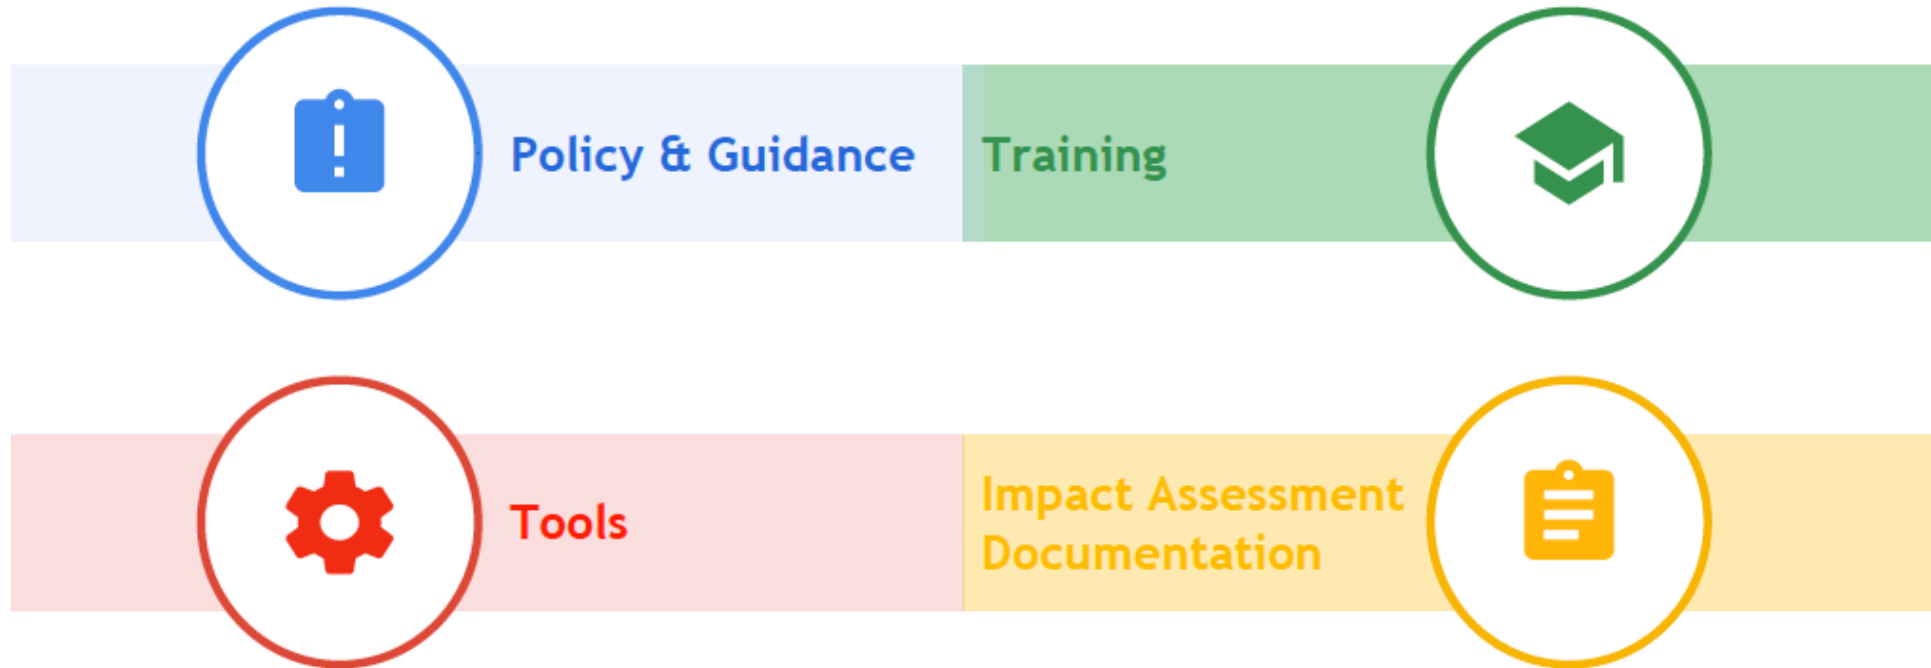 Policy & Guidance
Training
Tools
Impact Assessment
Documentation